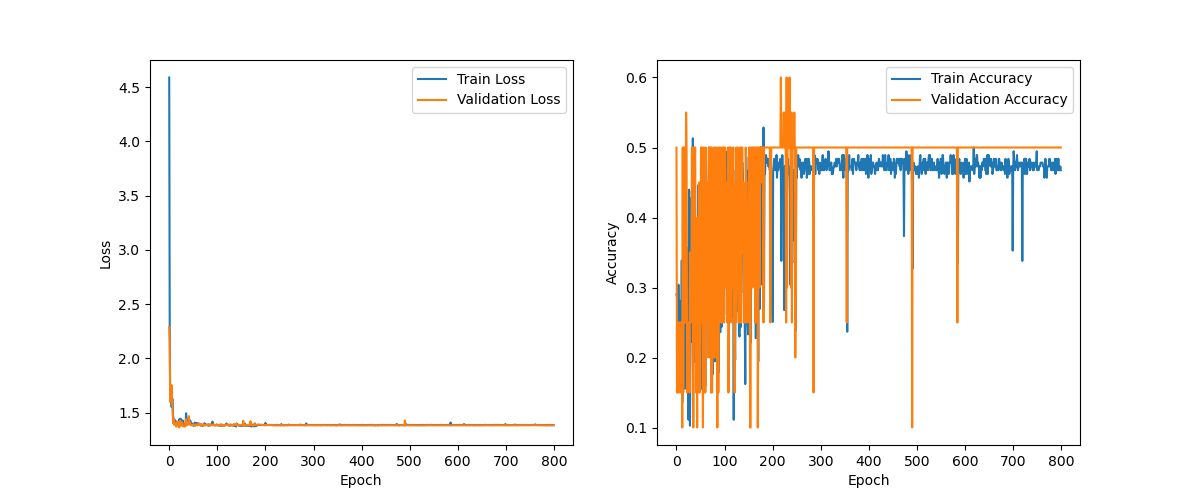 Train Loss
Validation Loss
4.5
4.0
3.5
3.0
2.5
2.0
1.5
Loss
0 100 200 300 400 500 600 700 800
Epoch
Train Accuracy
Validation Accuracy
0.6
0.5
0.4
0.3
0.2
0.1
Accuracy
0 100 200 300 400 500 600 700 800
Epoch